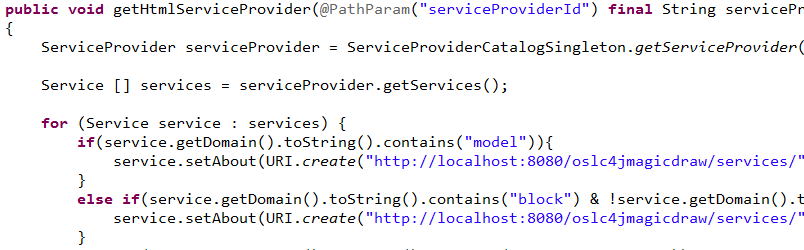 public void getHtmlServiceProvider(@PathParam("serviceProviderId") final String servicePr
{
ServiceProvider serviceProvider = ServiceProviderCatalogSingleton.getServiceProvider(
Service [] services = serviceProvider.getServices();
for (Service service : services) {
if(service.getDomain().toString().contains("model")){
service.setAbout(URI.create("http://localhost:8080/oslc4jmagicdraw/services/"
}
else if(service.getDomain().toString().contains("block") & !service.getDomain().t
service.setAbout(URI.create("http://localhost:8080/oslc4jmagicdraw/services/"
}